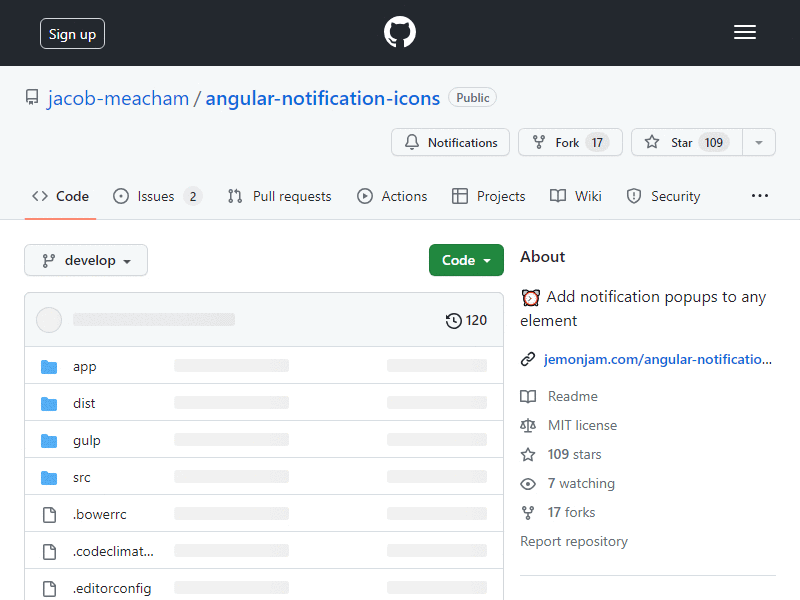 Sign up
jacob-meacham / angular-notification-icons Public
Notifications Fork 17 Star 109
Code Issues 2 Pull requests Actions Projects Wiki Security
develop Code
120
app
dist
gulp
src
.bowerrc
.codeclimat...
.editorconfig
About
⏰ Add notification popups to any
element
jemonjam.com/angular-notificatio...
Readme
MIT license
109 stars
7 watching
17 forks
Report repository